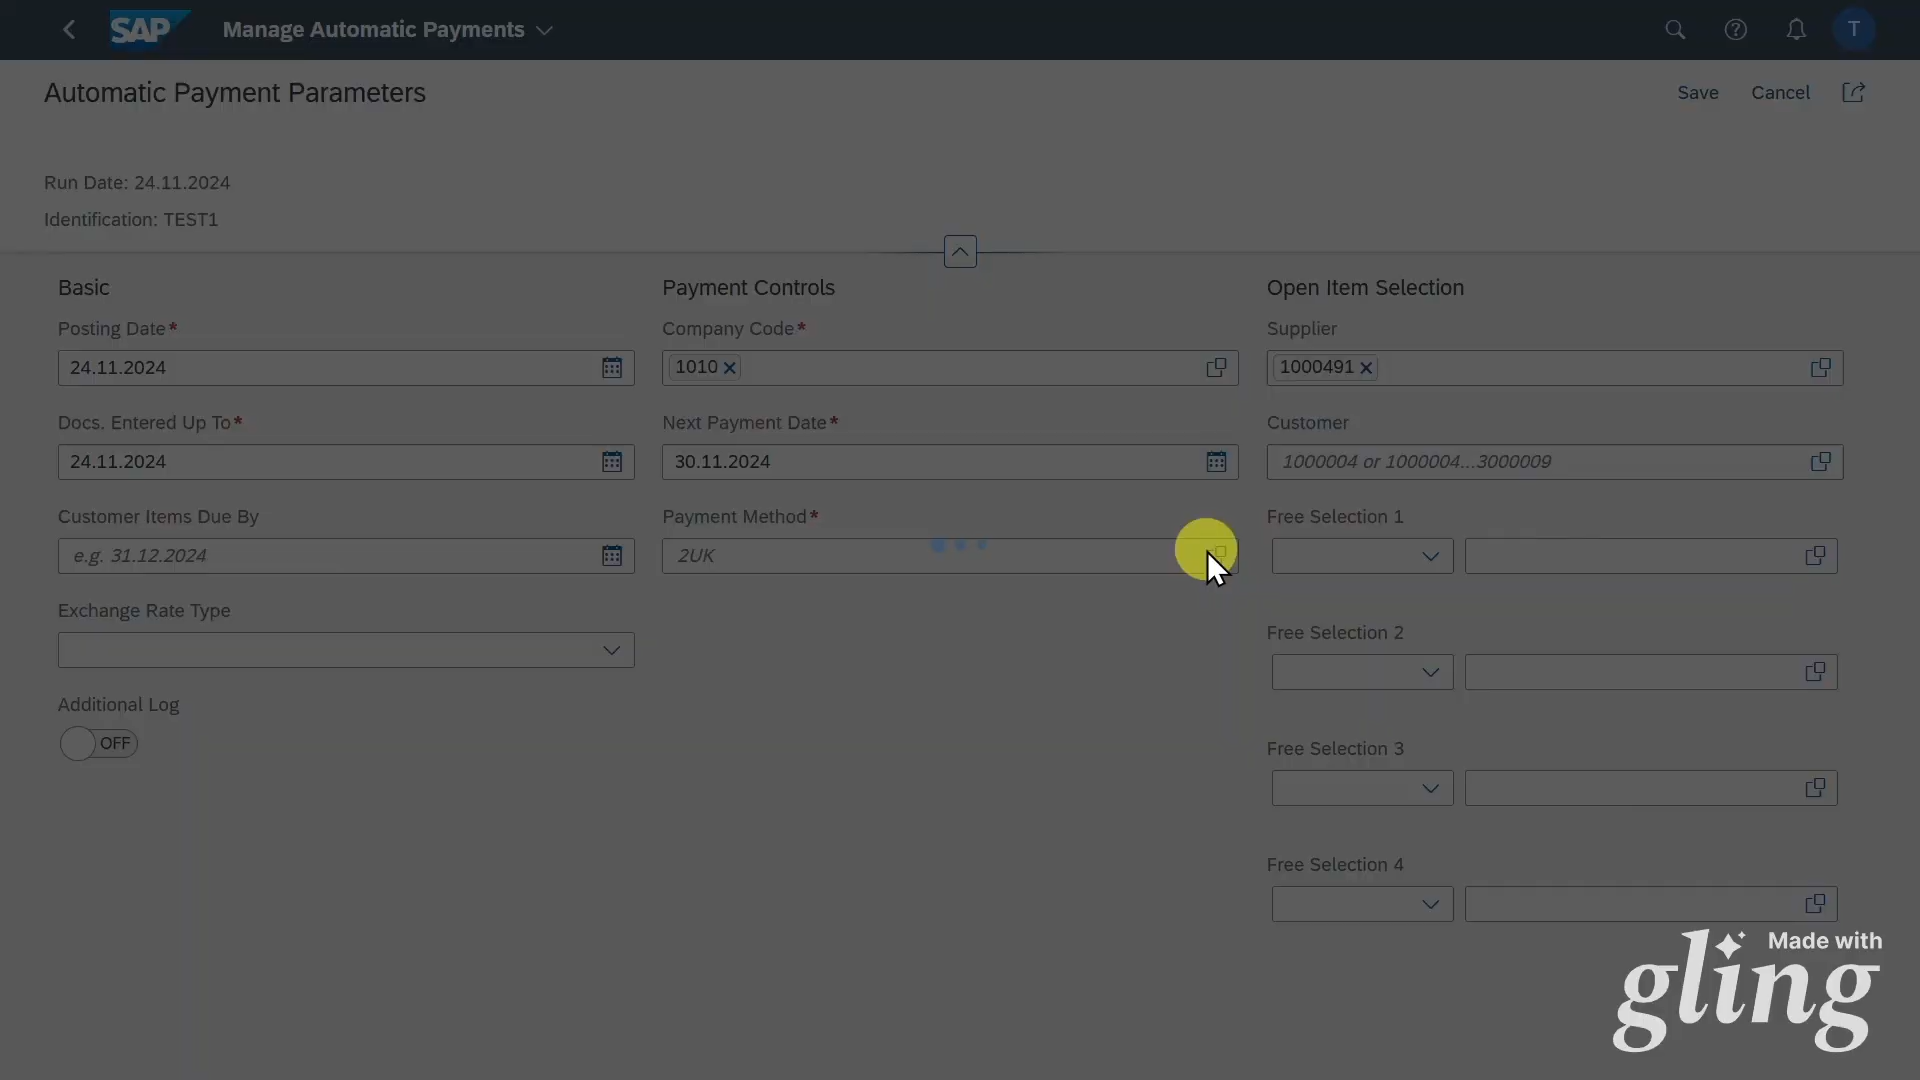 SAP Manage Automatic Payments
T
Automatic Payment Parameters
Save Cancel
Run Date: 24.11.2024
Identification: TEST1
Basic
Posting Date*
24.11.2024
Docs. Entered Up To*
24.11.2024
Customer Items Due By
e.g. 31.12.2024
Exchange Rate Type
Additional Log
OFF
Payment Controls
Company Code*
1010
Next Payment Date*
30.11.2024
Payment Method*
2UK
Open Item Selection
Supplier
1000491
Customer
1000004 or 1000004...3000009
Free Selection 1
Free Selection 2
Free Selection 3
Free Selection 4
Made with
gling